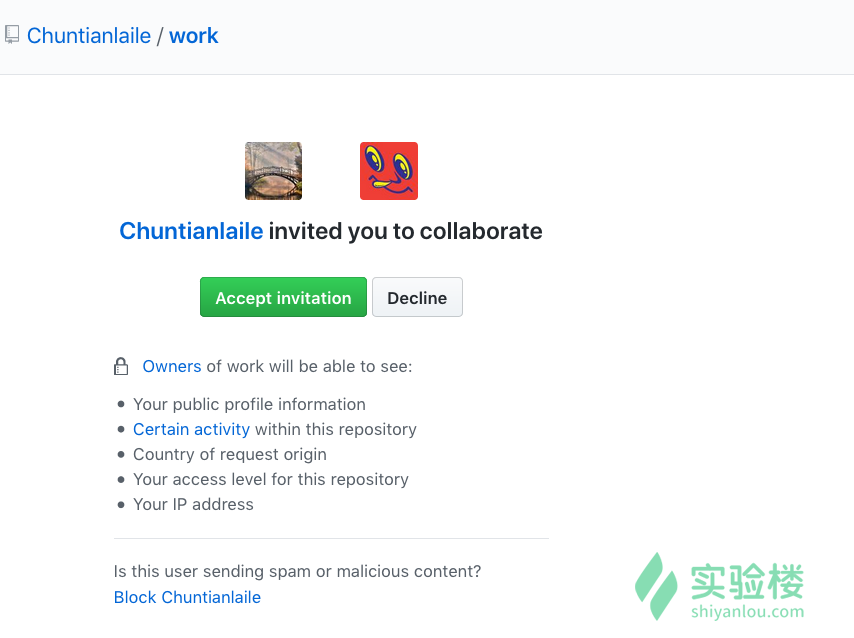 Chuntianlaile / work
Chuntianlaile invited you to collaborate
Accept invitation Decline
Owners of work will be able to see:
Your public profile information
Certain activity within this repository
Country of request origin
Your access level for this repository
Your IP address
Is this user sending spam or malicious content?
Block Chuntianlaile
实验楼
shiyanlou.com